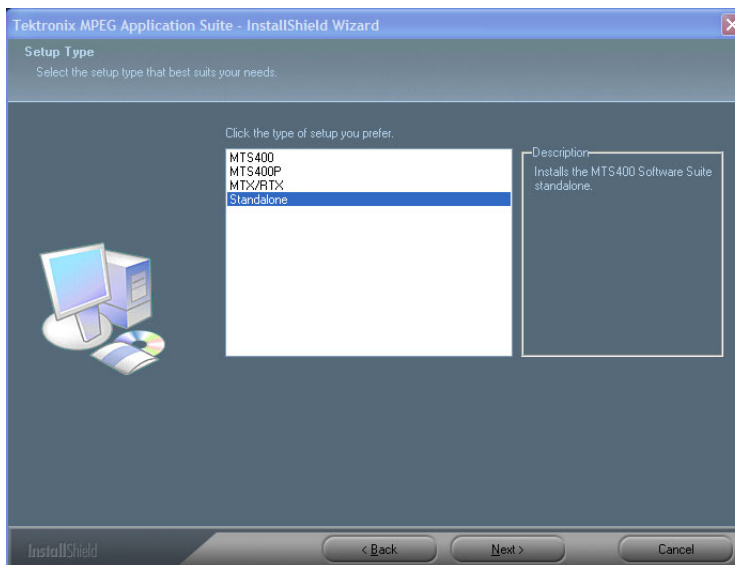 Tektronix MPEG Application Suite - InstallShield Wizard
Setup Type
Select the setup type that best suits your needs.
Click the type of setup you prefer.
MTS400
MTS400P
MTX/RTX
Standalone
Description
Installs the MTS400 Software Suite
standalone.
InstallShield
< Back
Next >
Cancel